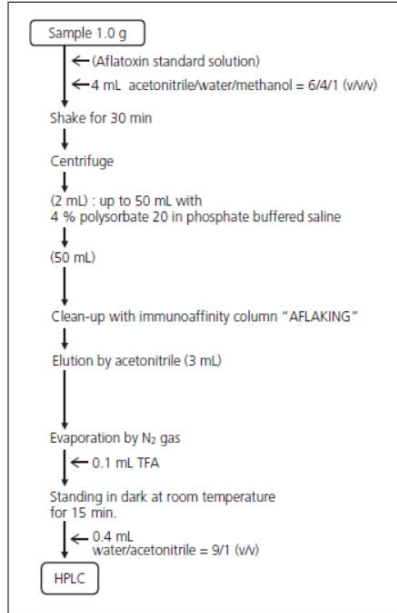 Sample 1.0 g
(Aflatoxin standard solution)
4 mL acetonitrile/water/methanol = 6/4/1 (v/v/v)
Shake for 30 min
Centrifuge
(2 mL) : up to 50 mL with
4 % polysorbate 20 in phosphate buffered saline
(50 mL)
Clean-up with immunoaffinity column “AFLAKING”
Elution by acetonitrile (3 mL)
Evaporation by N₂ gas
0.1 mL TFA
Standing in dark at room temperature
for 15 min.
0.4 mL
water/acetonitrile = 9/1 (v/v)
HPLC